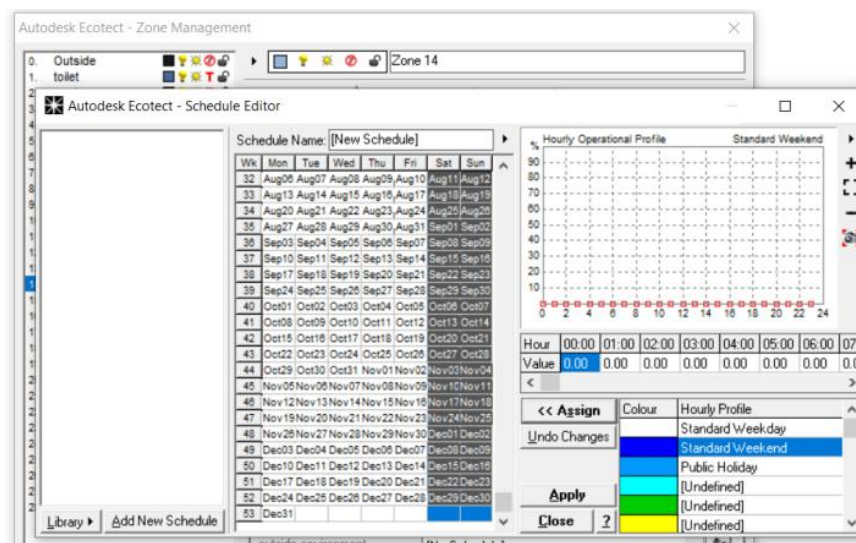 Autodesk Ecotect - Zone Management
0. Outside
1. toilet
Zone 14
Autodesk Ecotect - Schedule Editor
Schedule Name: [New Schedule]
Wk Mon Tue Wed Thu Fri Sat Sun
32 Aug06 Aug07 Aug08 Aug09 Aug10 Aug11 Aug12
33 Aug13 Aug14 Aug15 Aug16 Aug17 Aug18 Aug19
34 Aug20 Aug21 Aug22 Aug23 Aug24 Aug25 Aug26
35 Aug27 Aug28 Aug29 Aug30 Aug31 Sep01 Sep02
36 Sep03 Sep04 Sep05 Sep06 Sep07 Sep08 Sep09
37 Sep10 Sep11 Sep12 Sep13 Sep14 Sep15 Sep16
38 Sep17 Sep18 Sep19 Sep20 Sep21 Sep22 Sep23
39 Sep24 Sep25 Sep26 Sep27 Sep28 Sep29 Sep30
40 Oct01 Oct02 Oct03 Oct04 Oct05 Oct06 Oct07
41 Oct08 Oct09 Oct10 Oct11 Oct12 Oct13 Oct14
42 Oct15 Oct16 Oct17 Oct18 Oct19 Oct20 Oct21
43 Oct22 Oct23 Oct24 Oct25 Oct26 Oct27 Oct28
44 Oct29 Oct30 Oct31 Nov01 Nov02 Nov03 Nov04
45 Nov05 Nov06 Nov07 Nov08 Nov09 Nov10 Nov11
46 Nov12 Nov13 Nov14 Nov15 Nov16 Nov17 Nov18
47 Nov19 Nov20 Nov21 Nov22 Nov23 Nov24 Nov25
48 Nov26 Nov27 Nov28 Nov29 Nov30 Dec01 Dec02
49 Dec03 Dec04 Dec05 Dec06 Dec07 Dec08 Dec09
50 Dec10 Dec11 Dec12 Dec13 Dec14 Dec15 Dec16
51 Dec17 Dec18 Dec19 Dec20 Dec21 Dec22 Dec23
52 Dec24 Dec25 Dec26 Dec27 Dec28 Dec29 Dec30
53 Dec31
Library Add New Schedule
% Hourly Operational Profile Standard Weekend
90
80
70
60
50
40
30
20
10
0 2 4 6 8 10 12 14 16 18 20 22 24
Hour 00:00 01:00 02:00 03:00 04:00 05:00 06:00 07
Value 0.00 0.00 0.00 0.00 0.00 0.00 0.00 0.0
<< Assign Colour Hourly Profile
Undo Changes Standard Weekday
Standard Weekend
Public Holiday
[Undefined]
Apply [Undefined]
Close ? [Undefined]